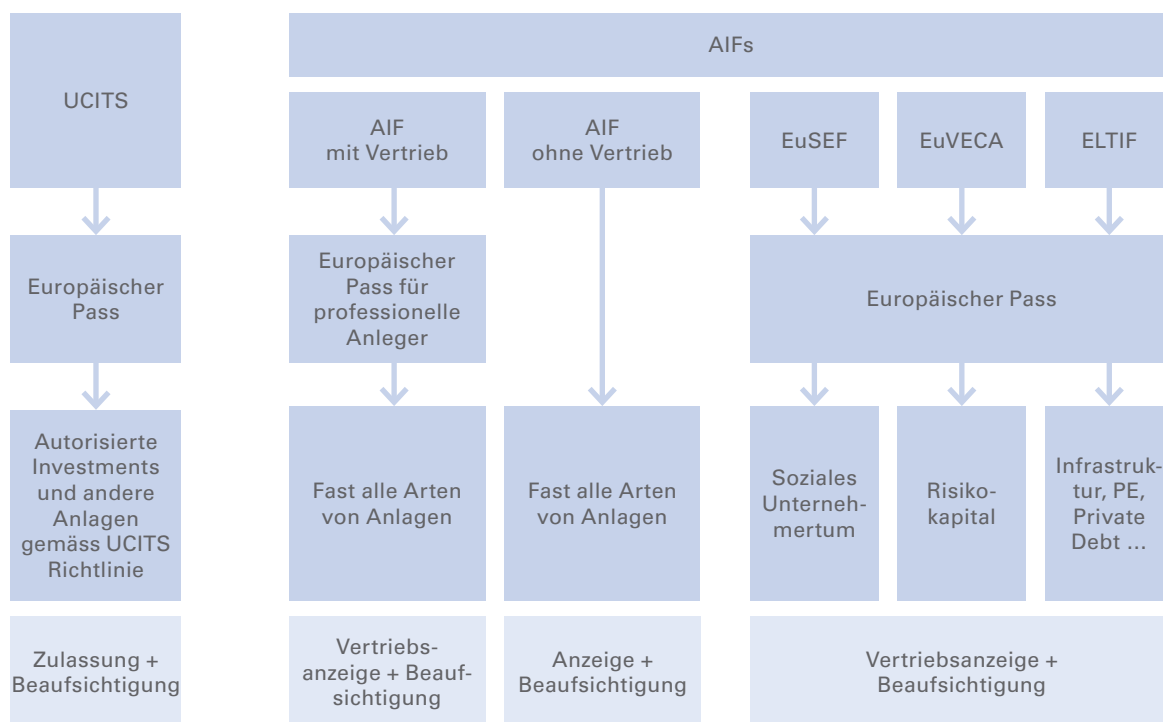 AIFs
UCITS
AIF
mit Vertrieb
AIF
ohne Vertrieb
EuSEF
EuVECA
ELTIF
Europäischer
Pass
Europäischer
Pass für
professionelle
Anleger
Europäischer Pass
Autorisierte
Investments
und andere
Anlagen
gemäss UCITS
Richtlinie
Fast alle Arten
von Anlagen
Fast alle Arten
von Anlagen
Soziales
Unterneh-
mertum
Risiko-
kapital
Infrastruk-
tur, PE,
Private
Debt ...
Zulassung +
Beaufsichtigung
Vertriebs-
anzeige + Beauf-
sichtigung
Anzeige +
Beaufsichtigung
Vertriebsanzeige +
Beaufsichtigung